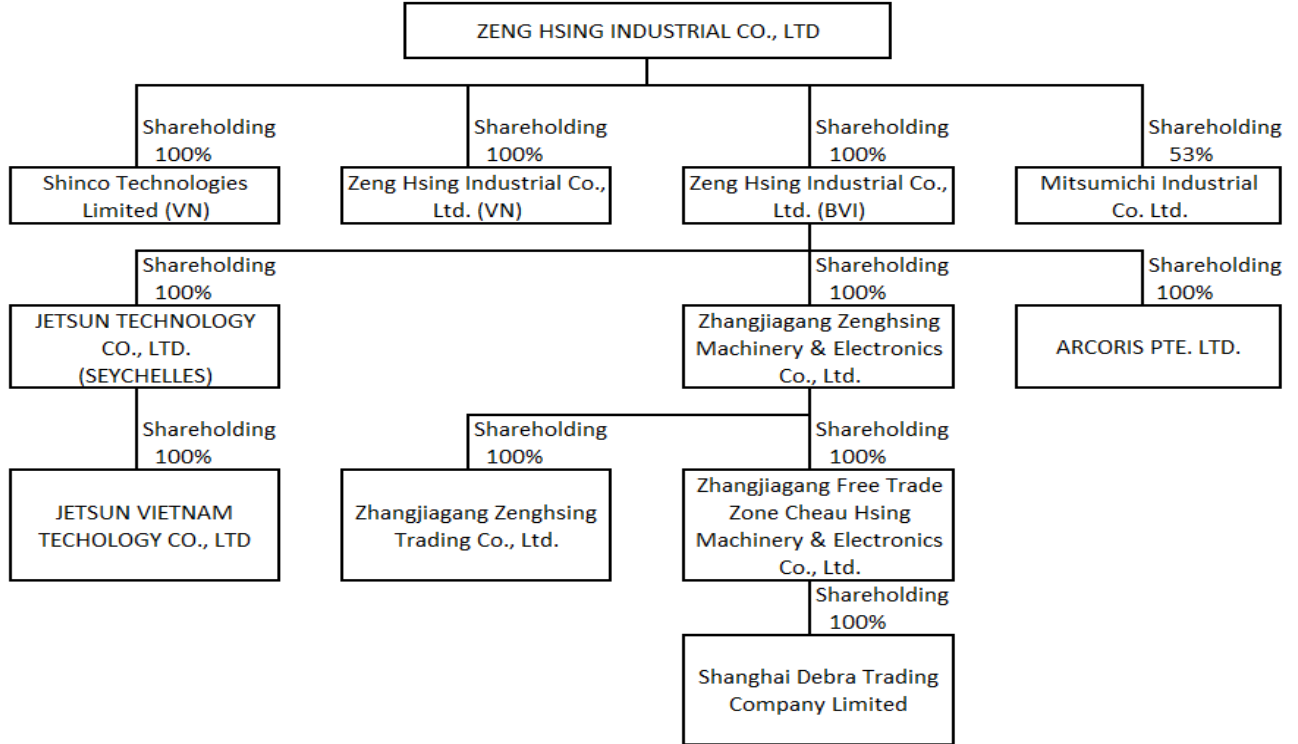 ZENG HSING INDUSTRIAL CO., LTD
Shareholding
100%
Shareholding
100%
Shareholding
100%
Shareholding
53%
Shinco Technologies
Limited (VN)
Zeng Hsing Industrial Co.,
Ltd. (VN)
Zeng Hsing Industrial Co.,
Ltd. (BVI)
Mitsumichi Industrial
Co. Ltd.
Shareholding
100%
Shareholding
100%
Shareholding
100%
JETSUN TECHNOLOGY
CO., LTD.
(SEYCHELLES)
Zhangjiagang Zenghsing
Machinery & Electronics
Co., Ltd.
ARCORIS PTE. LTD.
Shareholding
100%
Shareholding
100%
Shareholding
100%
JETSUN VIETNAM
TECHOLOGY CO., LTD
Zhangjiagang Zenghsing
Trading Co., Ltd.
Zhangjiagang Free Trade
Zone Cheau Hsing
Machinery & Electronics
Co., Ltd.
Shareholding
100%
Shanghai Debra Trading
Company Limited